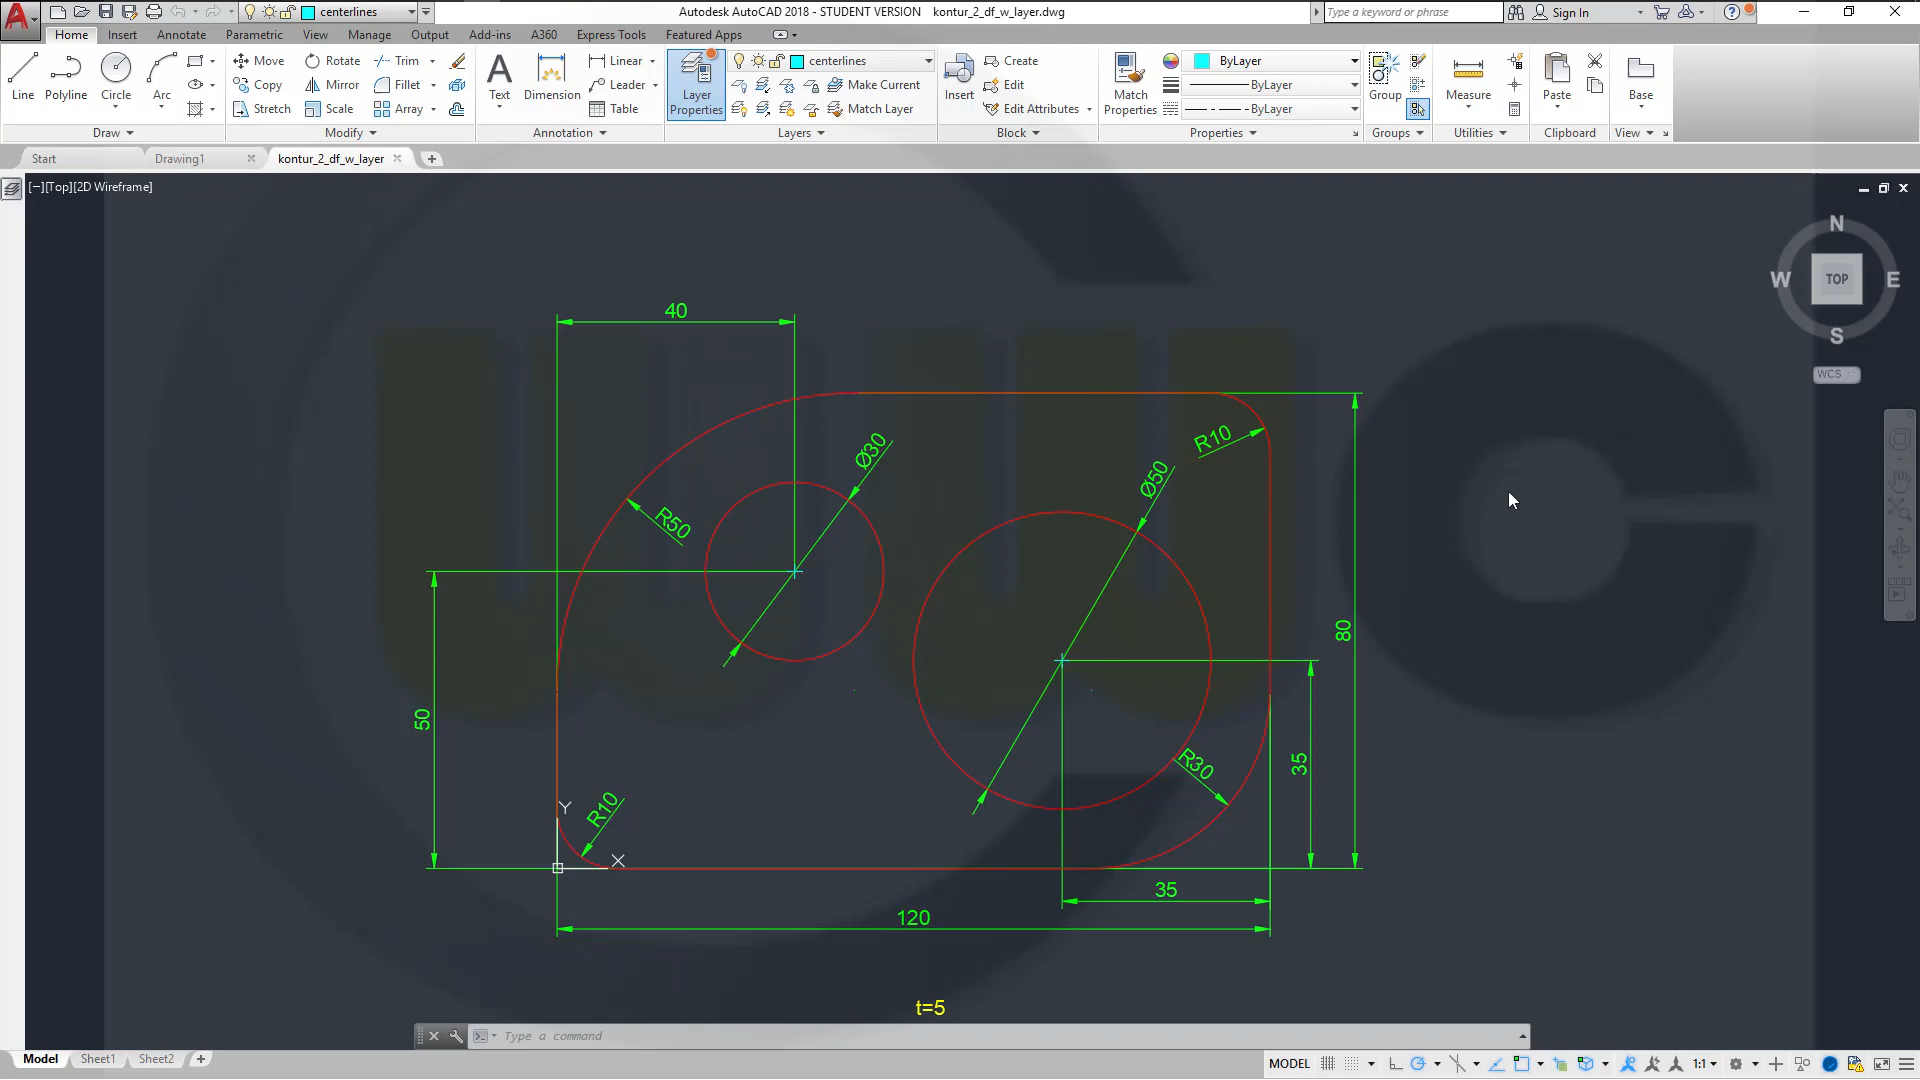 centerlines
Autodesk AutoCAD 2018 - STUDENT VERSION kontur_2_df_w_layer.dwg
Type a keyword or phrase
Sign In
Home Insert Annotate Parametric View Manage Output Add-ins A360 Express Tools Featured Apps
Line
Polyline
Circle
Arc
Draw
Move
Rotate
Trim
Copy
Mirror
Fillet
Stretch
Scale
Array
Modify
Text
Dimension
Linear
Leader
Table
Annotation
Layer
Properties
centerlines
Make Current
Match Layer
Layers
Insert
Create
Edit
Edit Attributes
Block
Match
Properties
ByLayer
ByLayer
ByLayer
Properties
Group
Groups
Measure
Utilities
Paste
Clipboard
Base
View
Start
Drawing1
kontur_2_df_w_layer
[−][Top][2D Wireframe]
N
W
TOP
E
S
WCS
40
Ø30
R10
Ø50
R50
80
50
35
R30
R10
Y
X
35
120
t=5
Type a command
Model
Sheet1
Sheet2
MODEL
1:1